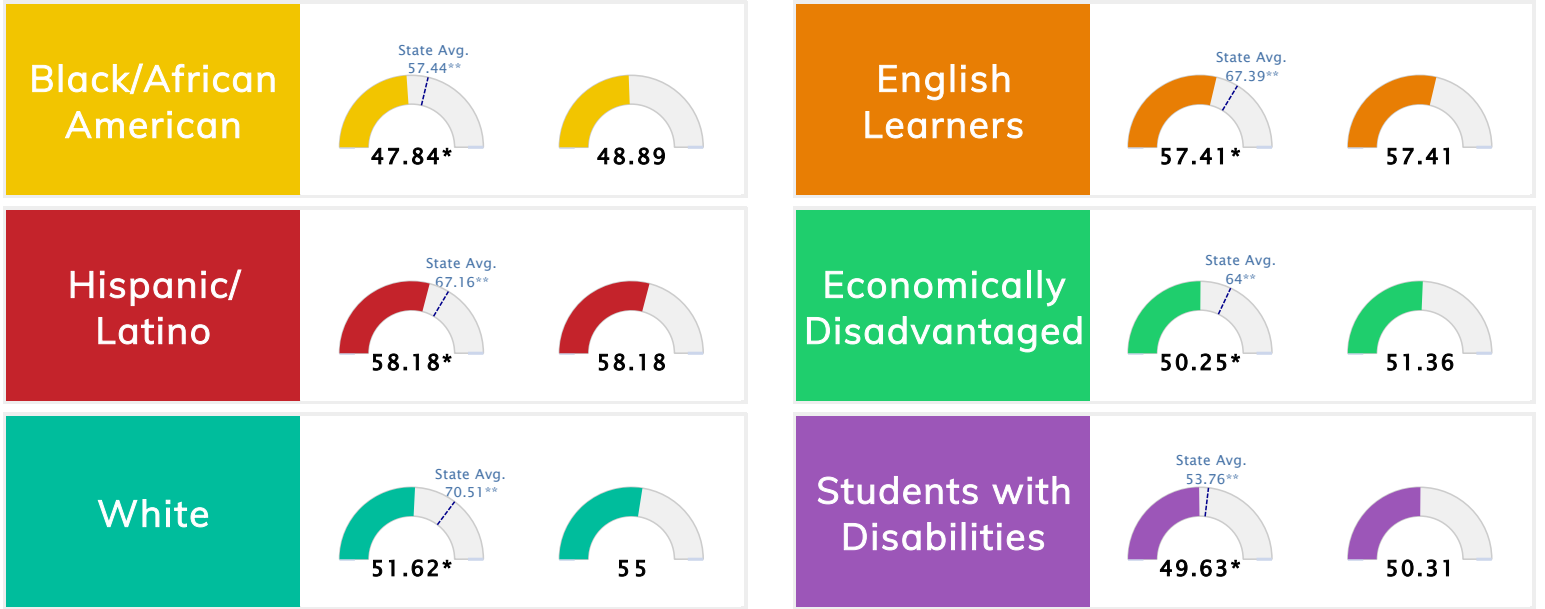 Black/African
American
State Avg.
57.44**
47.84*
48.89
English
Learners
State Avg.
67.39**
57.41*
57.41
Hispanic/
Latino
State Avg.
67.16**
58.18*
58.18
Economically
Disadvantaged
State Avg.
64**
50.25*
51.36
White
State Avg.
70.51**
51.62*
55
Students with
Disabilities
State Avg.
53.76**
49.63*
50.31